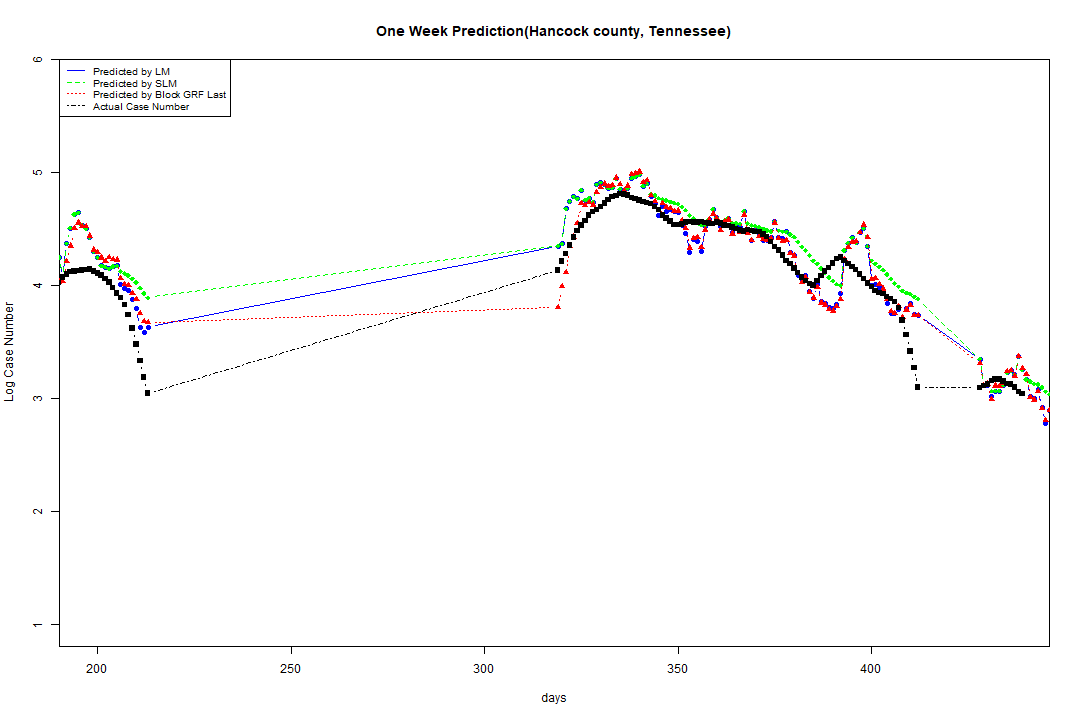 One Week Prediction(Hancock county, Tennessee)
Predicted by LM
Predicted by SLM
Predicted by Block GRF Last
Actual Case Number
6
5
4
3
2
1
Log Case Number
200 250 300 350 400
days